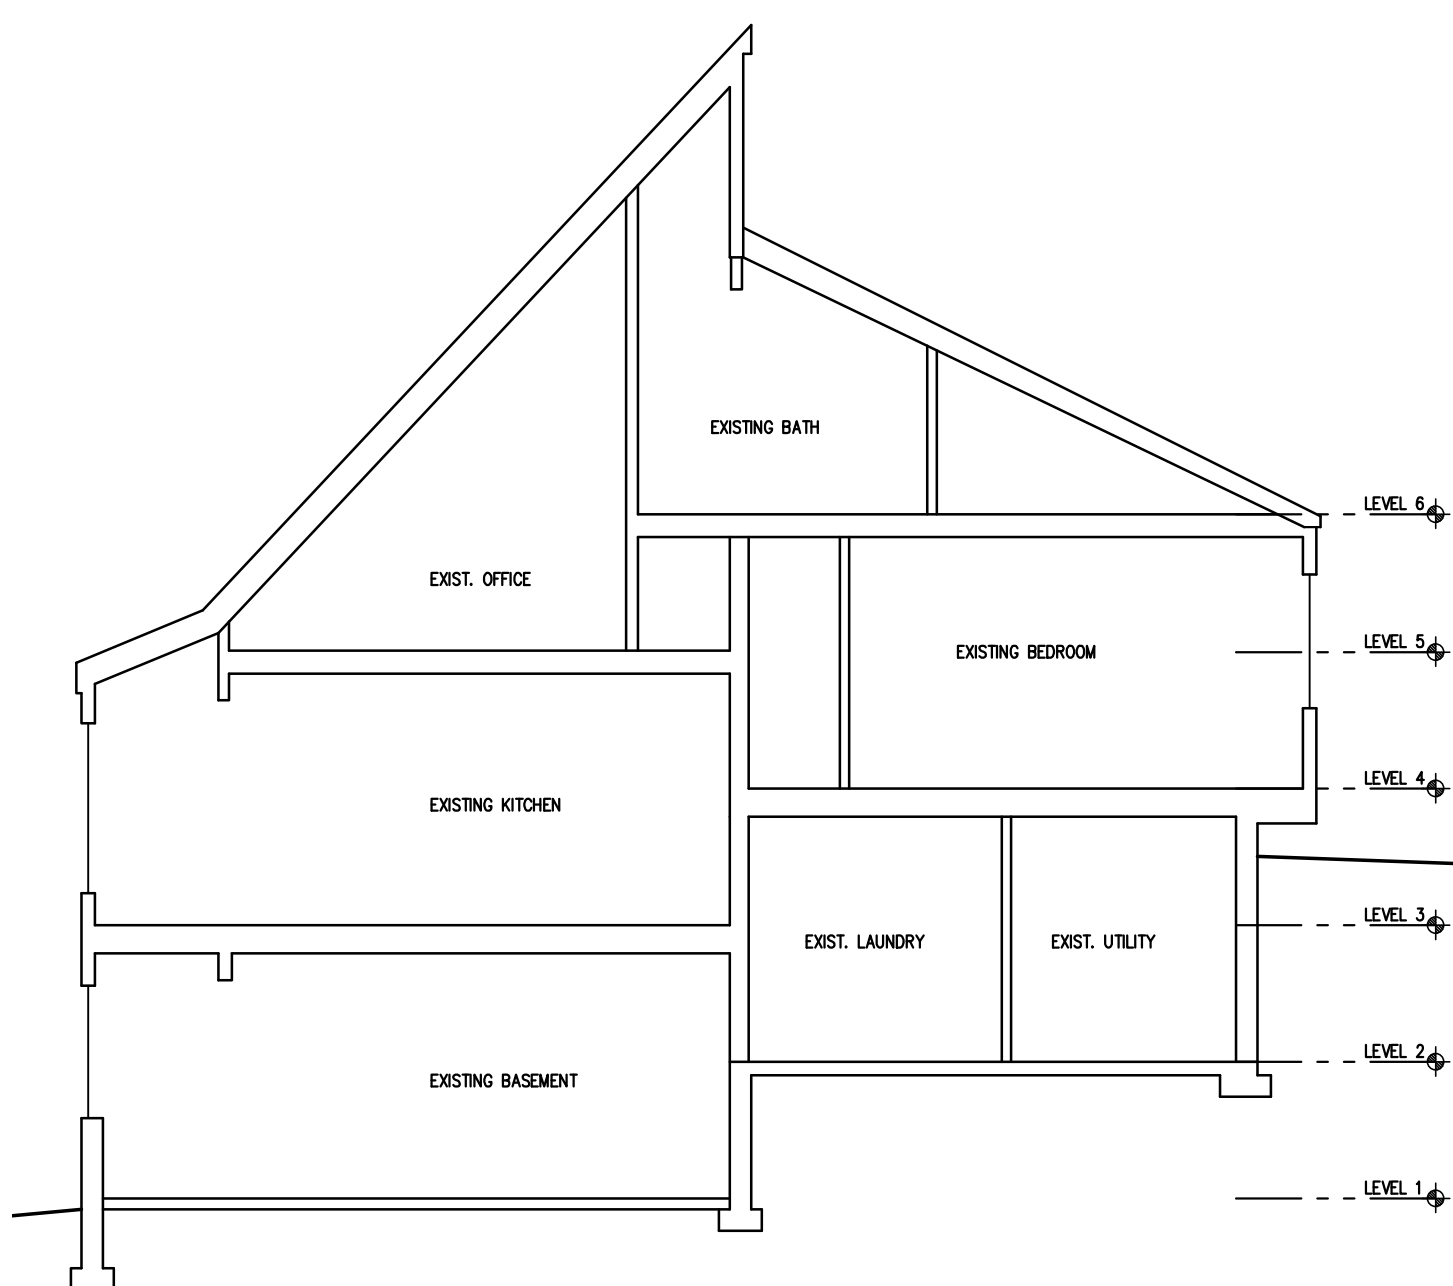 EXISTING BATH
LEVEL 6
EXIST. OFFICE
LEVEL 5
EXISTING BEDROOM
LEVEL 4
EXISTING KITCHEN
LEVEL 3
EXIST. LAUNDRY
EXIST. UTILITY
LEVEL 2
EXISTING BASEMENT
LEVEL 1